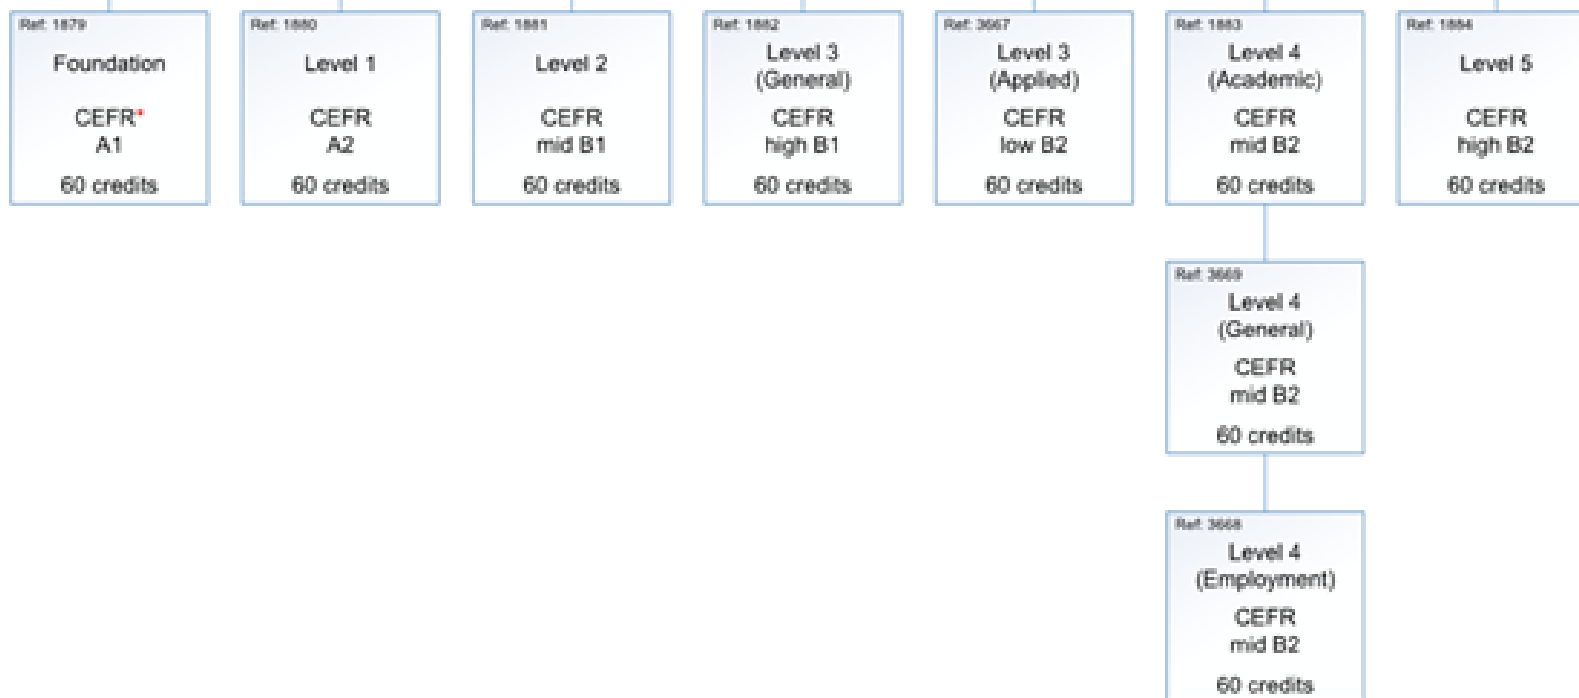 Ref: 1879
Foundation
CEFR*
A1
60 credits
Ref: 1880
Level 1
CEFR
A2
60 credits
Ref: 1881
Level 2
CEFR
mid B1
60 credits
Ref: 1882
Level 3
(General)
CEFR
high B1
60 credits
Ref: 3667
Level 3
(Applied)
CEFR
low B2
60 credits
Ref: 1883
Level 4
(Academic)
CEFR
mid B2
60 credits
Ref: 1884
Level 5
CEFR
high B2
60 credits
Ref: 3669
Level 4
(General)
CEFR
mid B2
60 credits
Ref: 3668
Level 4
(Employment)
CEFR
mid B2
60 credits